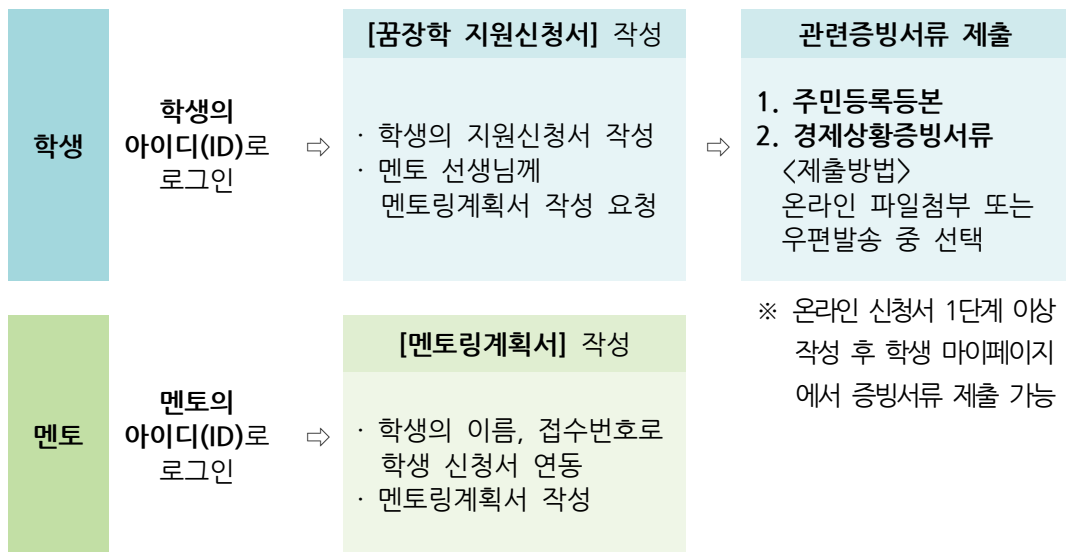 학생
학생의
아이디(ID)로
로그인
⇨
[꿈장학 지원신청서] 작성
· 학생의 지원신청서 작성
· 멘토 선생님께
멘토링계획서 작성 요청
⇨
관련증빙서류 제출
1. 주민등록등본
2. 경제상황증빙서류
<제출방법>
온라인 파일첨부 또는
우편발송 중 선택
※ 온라인 신청서 1단계 이상
작성 후 학생 마이페이지
에서 증빙서류 제출 가능
멘토
멘토의
아이디(ID)로
로그인
⇨
[멘토링계획서] 작성
· 학생의 이름, 접수번호로
학생 신청서 연동
· 멘토링계획서 작성